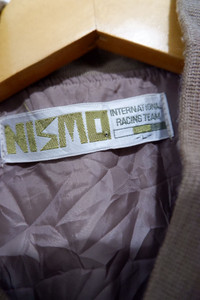 NISMO
INTERNATIONAL
RACING TEAM